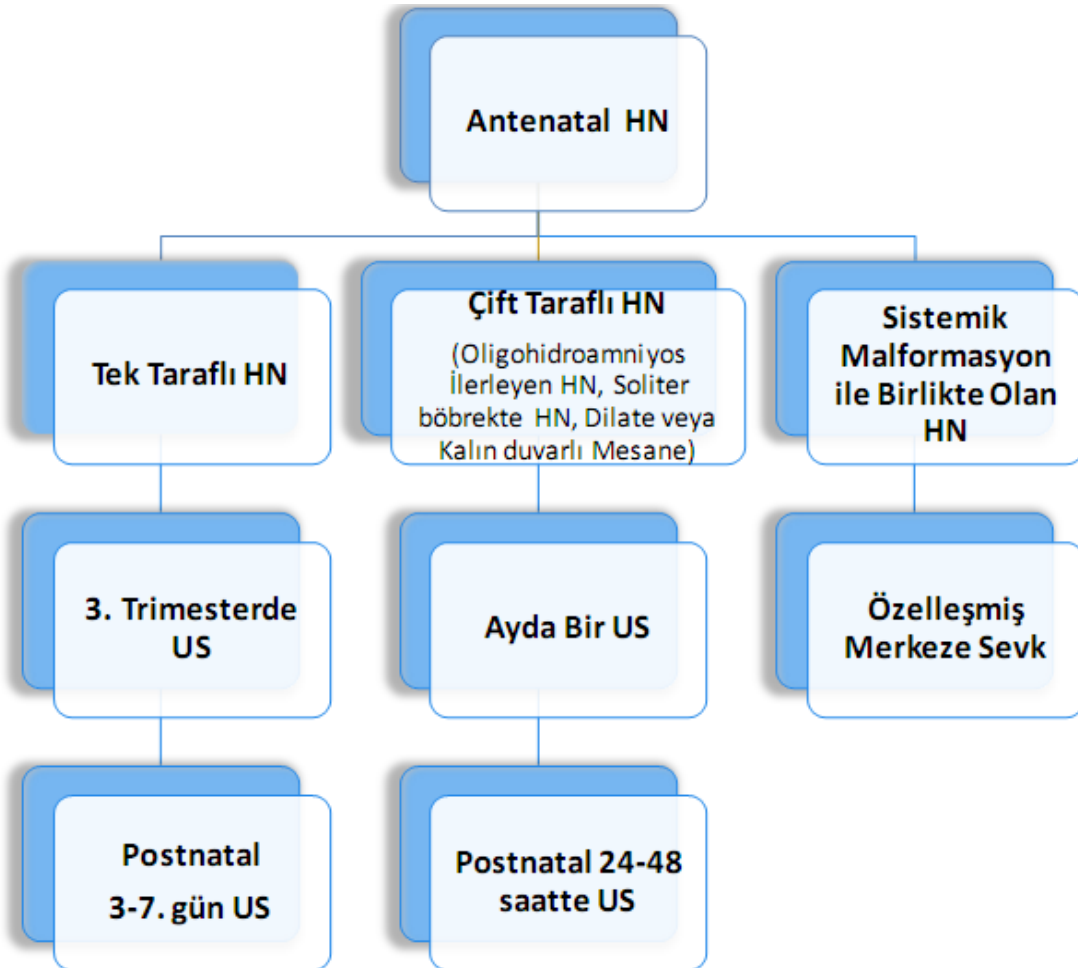 Antenatal HN
Tek Taraflı HN
Çift Taraflı HN
(Oligohidroamniyos
İlerleyen HN, Soliter
böbrekte HN, Dilate veya
Kalın duvarlı Mesane)
Sistemik
Malformasyon
ile Birlikte Olan
HN
3. Trimesterde
US
Ayda Bir US
Özelleşmiş
Merkeze Sevk
Postnatal
3-7. gün US
Postnatal 24-48
saatte US